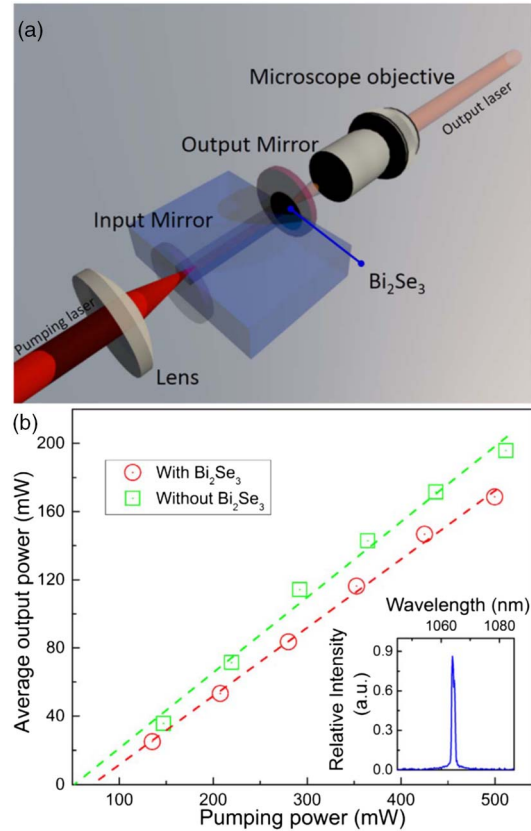 (a)
Microscope objective
Output laser
Output Mirror
Input Mirror
Bi₂Se₃
Pumping laser
Lens
(b)
200
160
120
80
40
0
Average output power (mW)
With Bi₂Se₃
Without Bi₂Se₃
Wavelength (nm)
1060 1080
0.9
0.6
0.3
0.0
Relative Intensity
(a.u.)
100 200 300 400 500
Pumping power (mW)